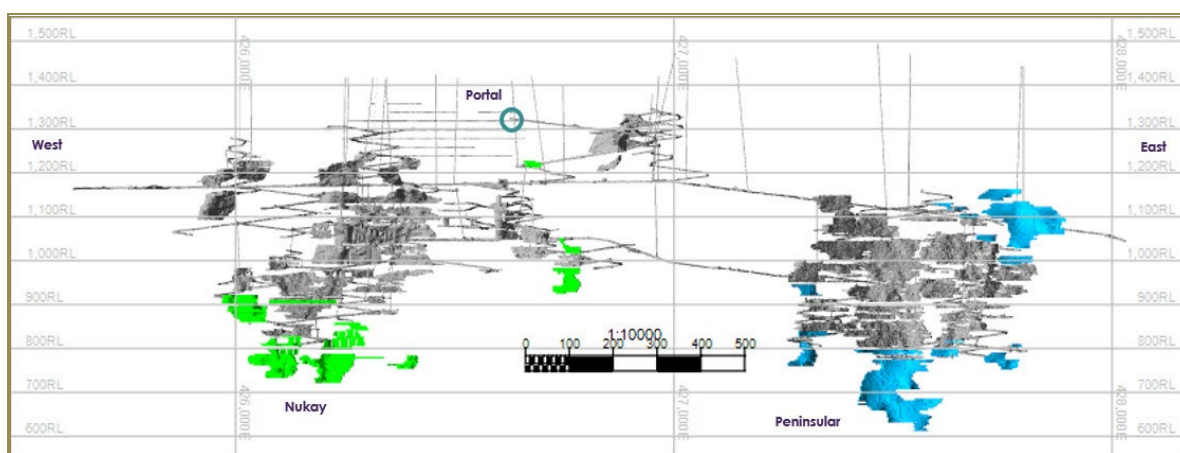 1,500RL 1,500RL
1,400RL 1,400RL
1,300RL 1,300RL
1,200RL 1,200RL
1,100RL 1,100RL
1,000RL 1,000RL
900RL 900RL
800RL 800RL
700RL 700RL
600RL 600RL
426,000E
427,000E
428,000E
Portal
West
East
1:10000
0 100 200 300 400 500
Nukay
Peninsular
426,000E
427,000E
428,000E